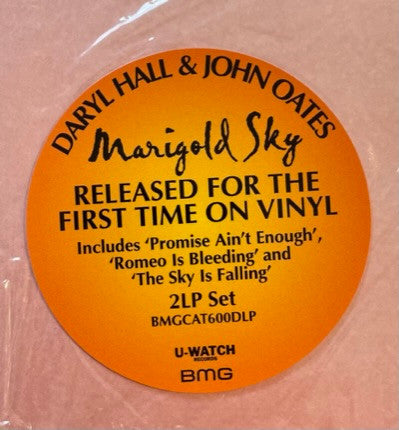 DARYL HALL & JOHN OATES
Marigold Sky
RELEASED FOR THE
FIRST TIME ON VINYL
Includes ‘Promise Ain’t Enough’,
‘Romeo Is Bleeding’ and
‘The Sky Is Falling’
2LP Set
BMGCAT600DLP
U-WATCH
RECORDS
BMG